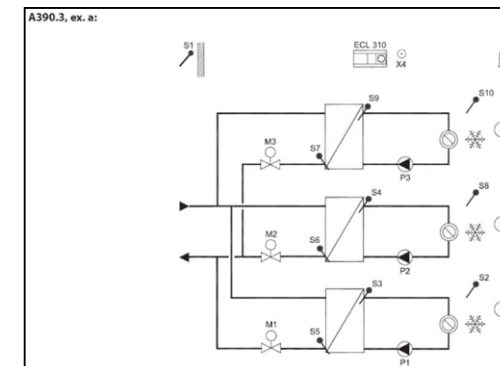 A390.3, ex. a:
S1
ECL 310
X4
S9
S10
M3
S7
P3
S4
S8
M2
S6
P2
S3
S2
M1
S5
P1